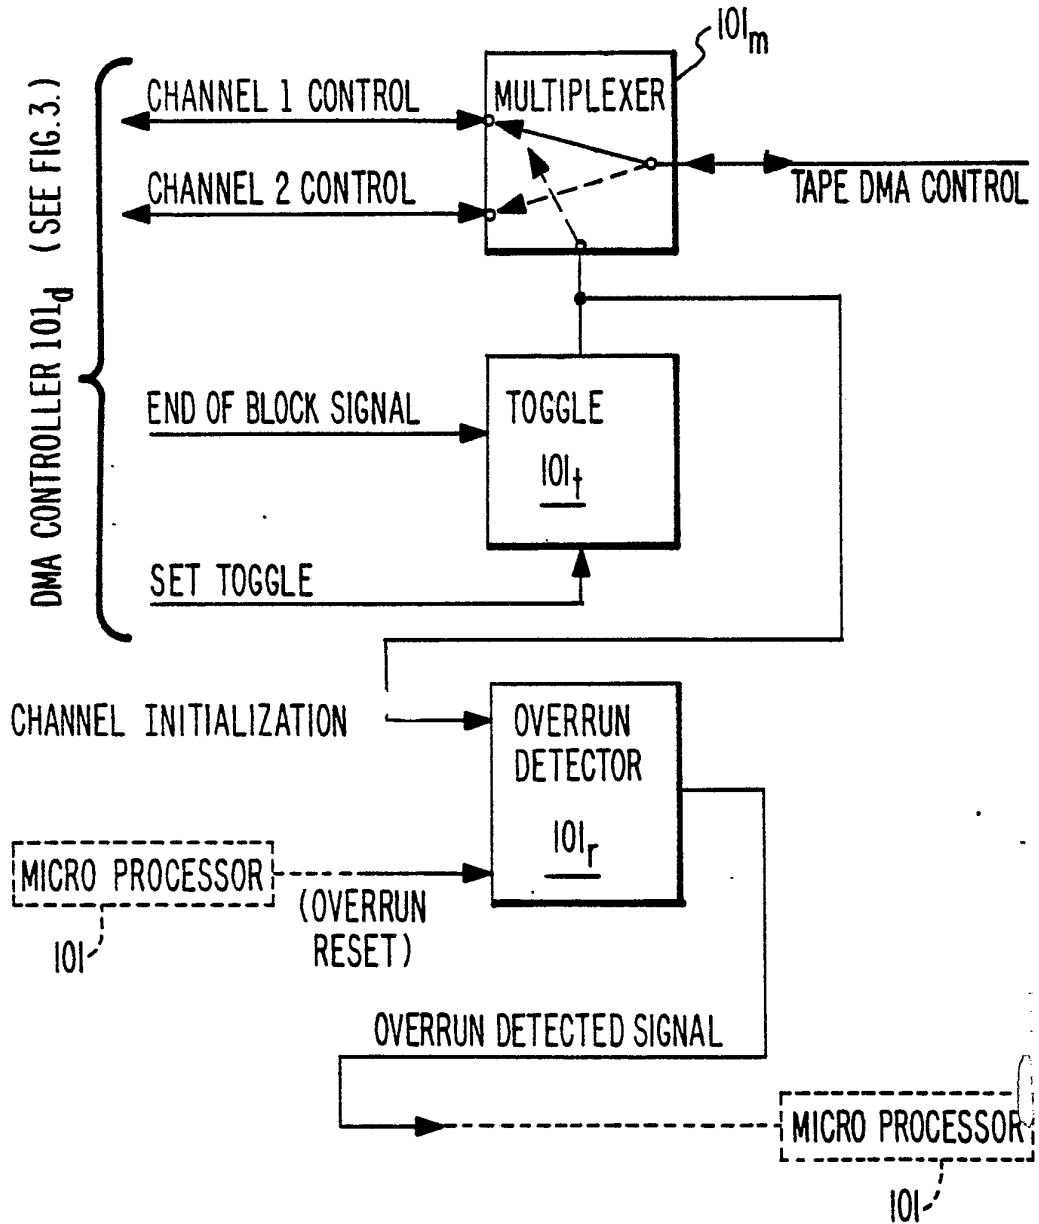 101m
CHANNEL 1 CONTROL
MULTIPLEXER
CHANNEL 2 CONTROL
TAPE DMA CONTROL
DMA CONTROLLER 101d (SEE FIG.3.)
END OF BLOCK SIGNAL
TOGGLE
101t
SET TOGGLE
CHANNEL INITIALIZATION
OVERRUN
DETECTOR
101r
MICRO PROCESSOR
101
(OVERRUN
RESET)
OVERRUN DETECTED SIGNAL
MICRO PROCESSOR
101